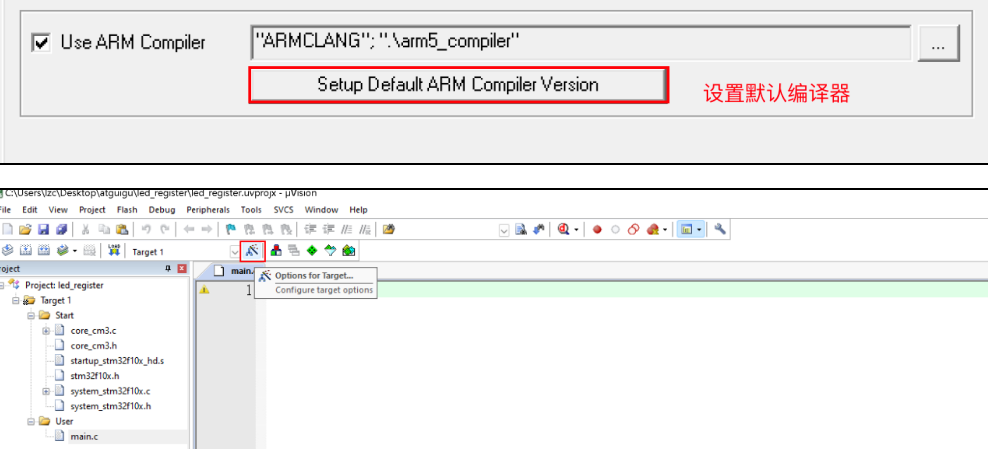 Use ARM Compiler
"ARMCLANG"; ".\arm5_compiler"
...
Setup Default ARM Compiler Version
设置默认编译器
C:\Users\lzc\Desktop\atguigu\led_register\led_register.uvprojx - µVision
File Edit View Project Flash Debug Peripherals Tools SVCS Window Help
LOAD
Target 1
Project
main.
Options for Target...
Configure target options
1
Project: led_register
Target 1
Start
core_cm3.c
core_cm3.h
startup_stm32f10x_hd.s
stm32f10x.h
system_stm32f10x.c
system_stm32f10x.h
User
main.c